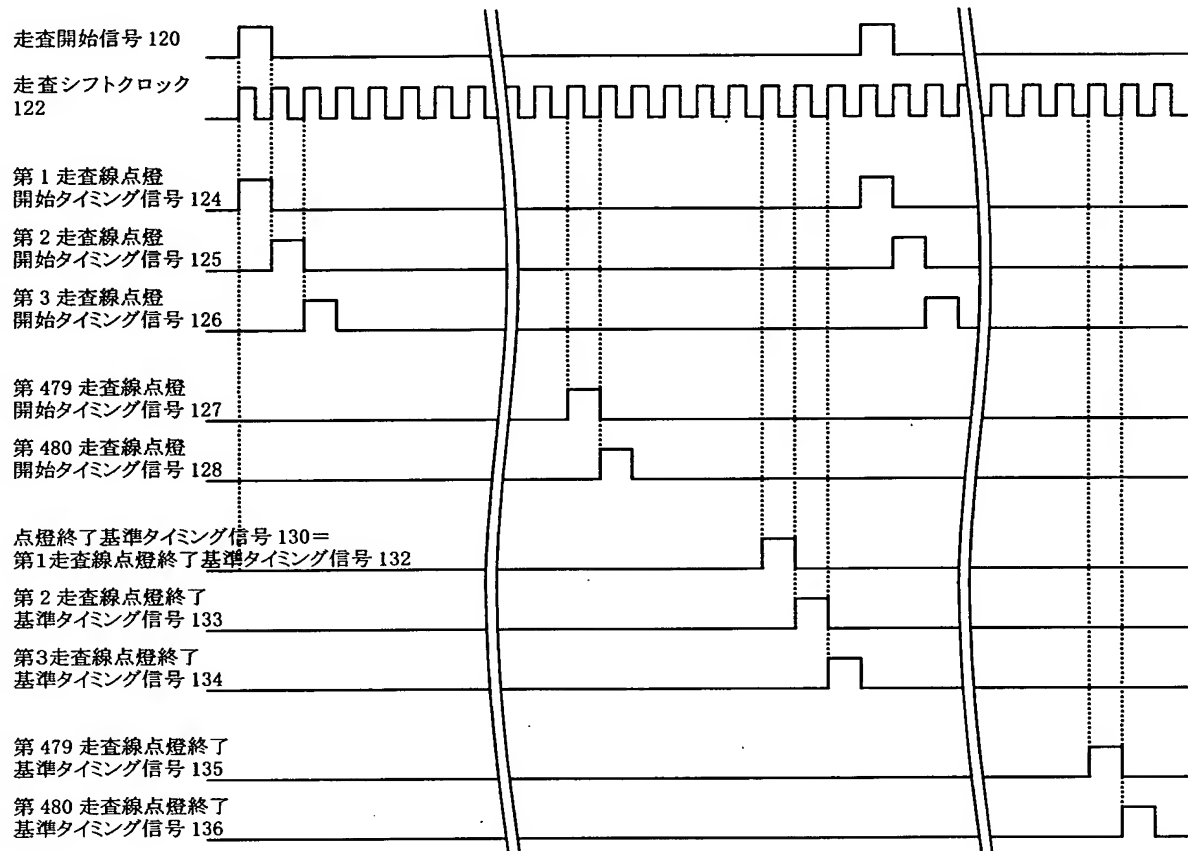 走査開始信号 120
走査シフトクロック
122
第 1 走査線点燈
開始タイミング信号 124
第 2 走査線点燈
開始タイミング信号 125
第 3 走査線点燈
開始タイミング信号 126
第 479 走査線点燈
開始タイミング信号 127
第 480 走査線点燈
開始タイミング信号 128
点燈終了基準タイミング信号 130＝
第1走査線点燈終了基準タイミング信号 132
第 2 走査線点燈終了
基準タイミング信号 133
第3走査線点燈終了
基準タイミング信号 134
第 479 走査線点燈終了
基準タイミング信号 135
第 480 走査線点燈終了
基準タイミング信号 136